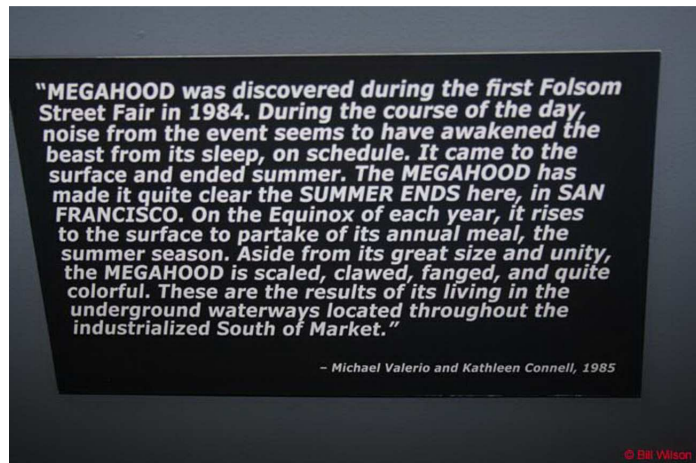 "MEGAHOOD was discovered during the first Folsom
Street Fair in 1984. During the course of the day,
noise from the event seems to have awakened the
beast from its sleep, on schedule. It came to the
surface and ended summer. The MEGAHOOD has
made it quite clear the SUMMER ENDS here, in SAN
FRANCISCO. On the Equinox of each year, it rises
to the surface to partake of its annual meal, the
summer season. Aside from its great size and unity,
the MEGAHOOD is scaled, clawed, fanged, and quite
colorful. These are the results of its living in the
underground waterways located throughout the
industrialized South of Market."
– Michael Valerio and Kathleen Connell, 1985
© Bill Wilson